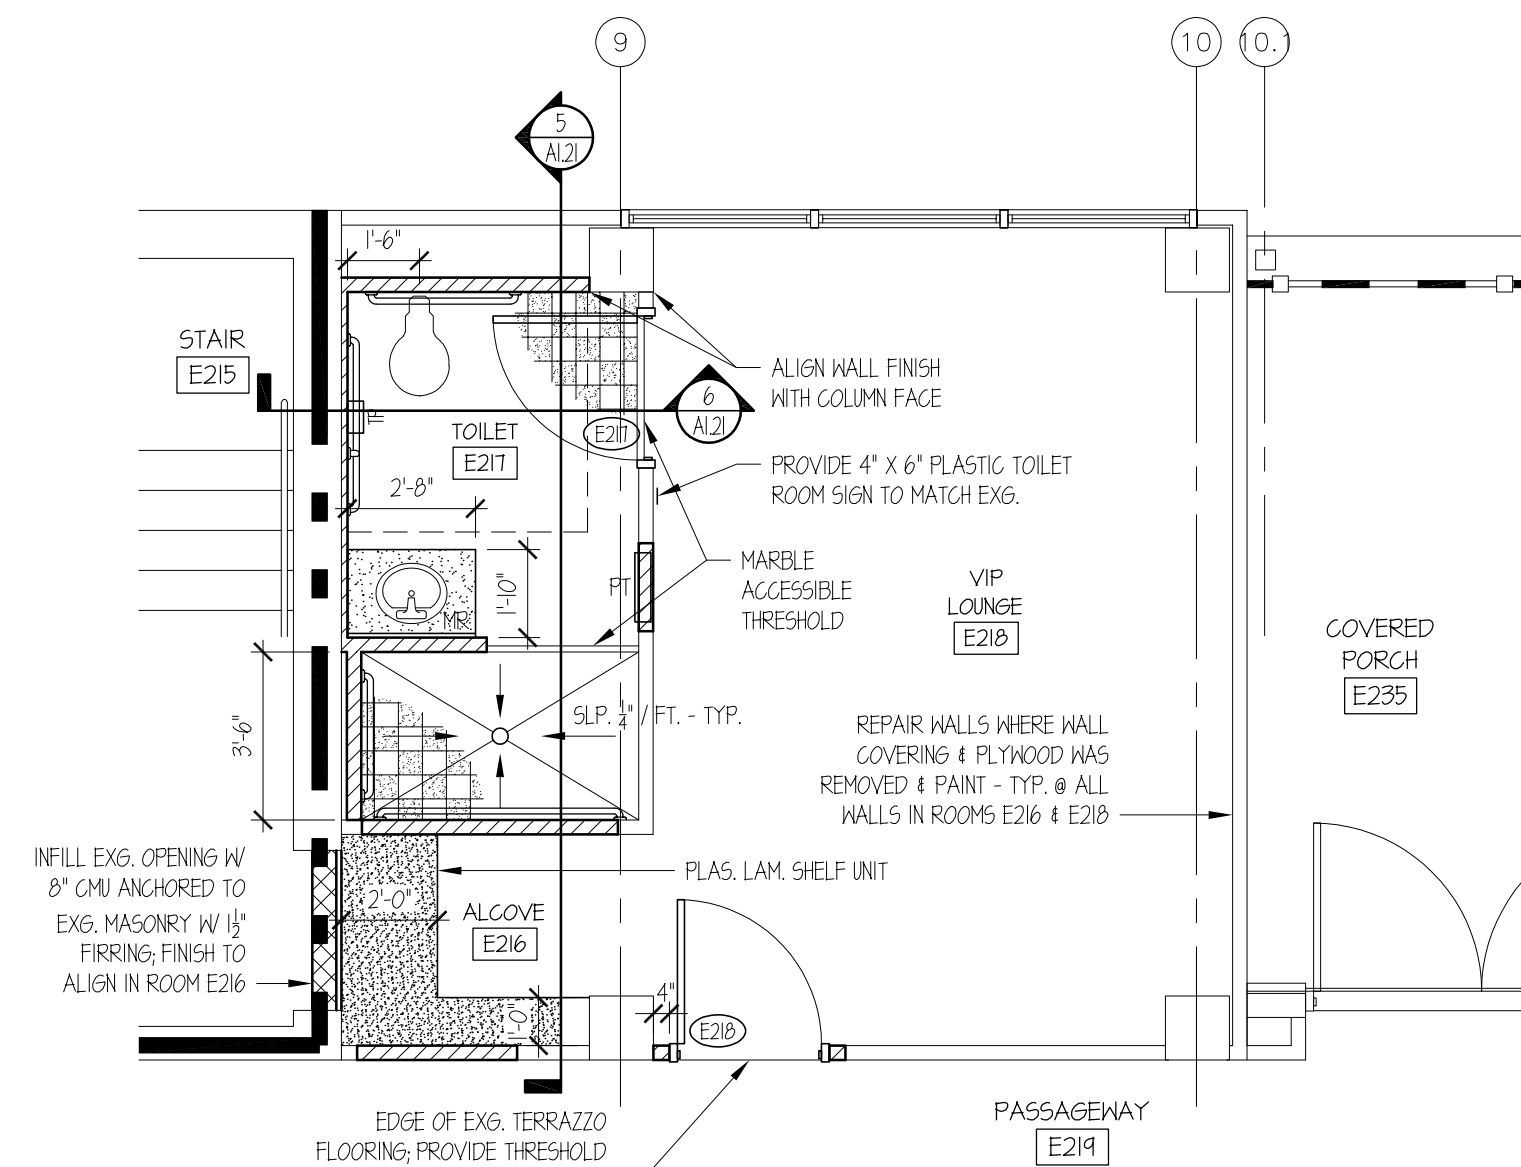 9
10
10.1
5
A1.21
1'-6"
STAIR
E215
ALIGN WALL FINISH
WITH COLUMN FACE
6
A1.21
TP
TOILET
E217
E217
PROVIDE 4" X 6" PLASTIC TOILET
ROOM SIGN TO MATCH EXG.
2'-8"
MARBLE
ACCESSIBLE
THRESHOLD
PT
1'-10"
MR
VIP
LOUNGE
E218
COVERED
PORCH
E235
3'-6"
SLP. 1/4" / FT. - TYP.
REPAIR WALLS WHERE WALL
COVERING & PLYWOOD WAS
REMOVED & PAINT - TYP. @ ALL
WALLS IN ROOMS E216 & E218
INFILL EXG. OPENING W/
8" CMU ANCHORED TO
EXG. MASONRY W/ 1 1/2"
FIRRING; FINISH TO
ALIGN IN ROOM E216
PLAS. LAM. SHELF UNIT
2'-0"
ALCOVE
E216
4"
1'-0"
E218
EDGE OF EXG. TERRAZZO
FLOORING; PROVIDE THRESHOLD
PASSAGEWAY
E219